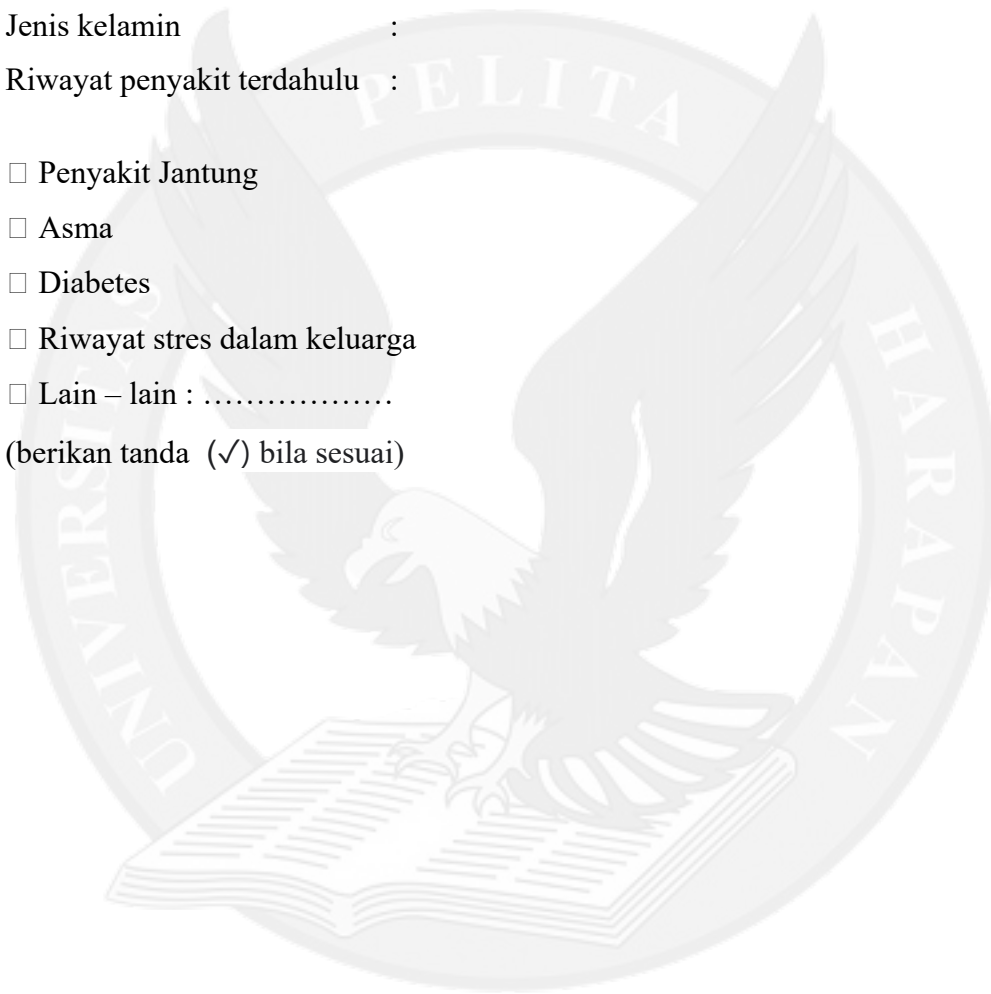 Jenis kelamin :
Riwayat penyakit terdahulu :
□ Penyakit Jantung
□ Asma
□ Diabetes
□ Riwayat stres dalam keluarga
□ Lain – lain : ………………
(berikan tanda (✓) bila sesuai)
UNIVERSITAS PELITA HARAPAN